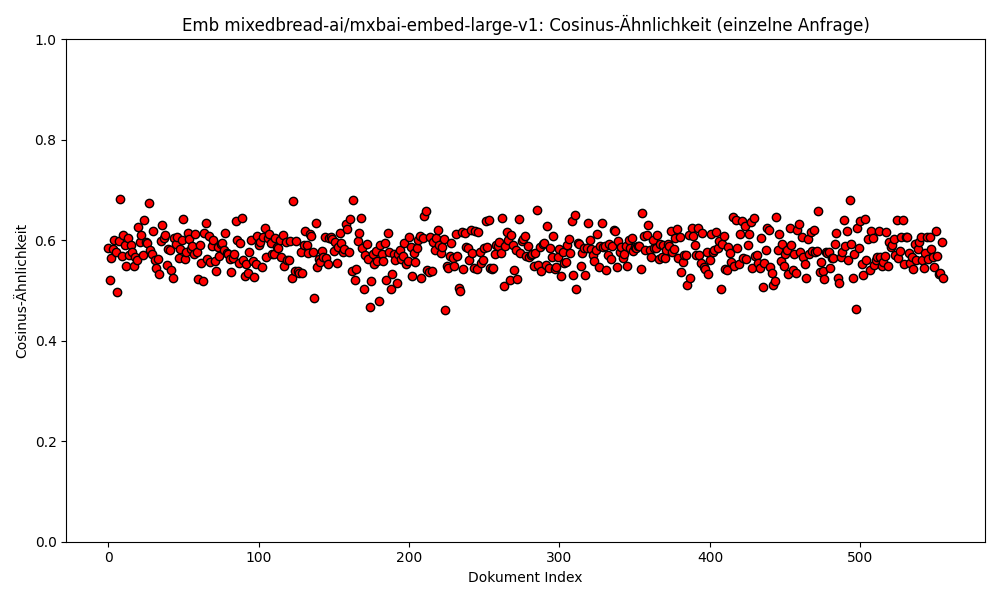 Emb mixedbread-ai/mxbai-embed-large-v1: Cosinus-Ähnlichkeit (einzelne Anfrage)
Cosinus-Ähnlichkeit
1.0
0.8
0.6
0.4
0.2
0.0
0 100 200 300 400 500
Dokument Index